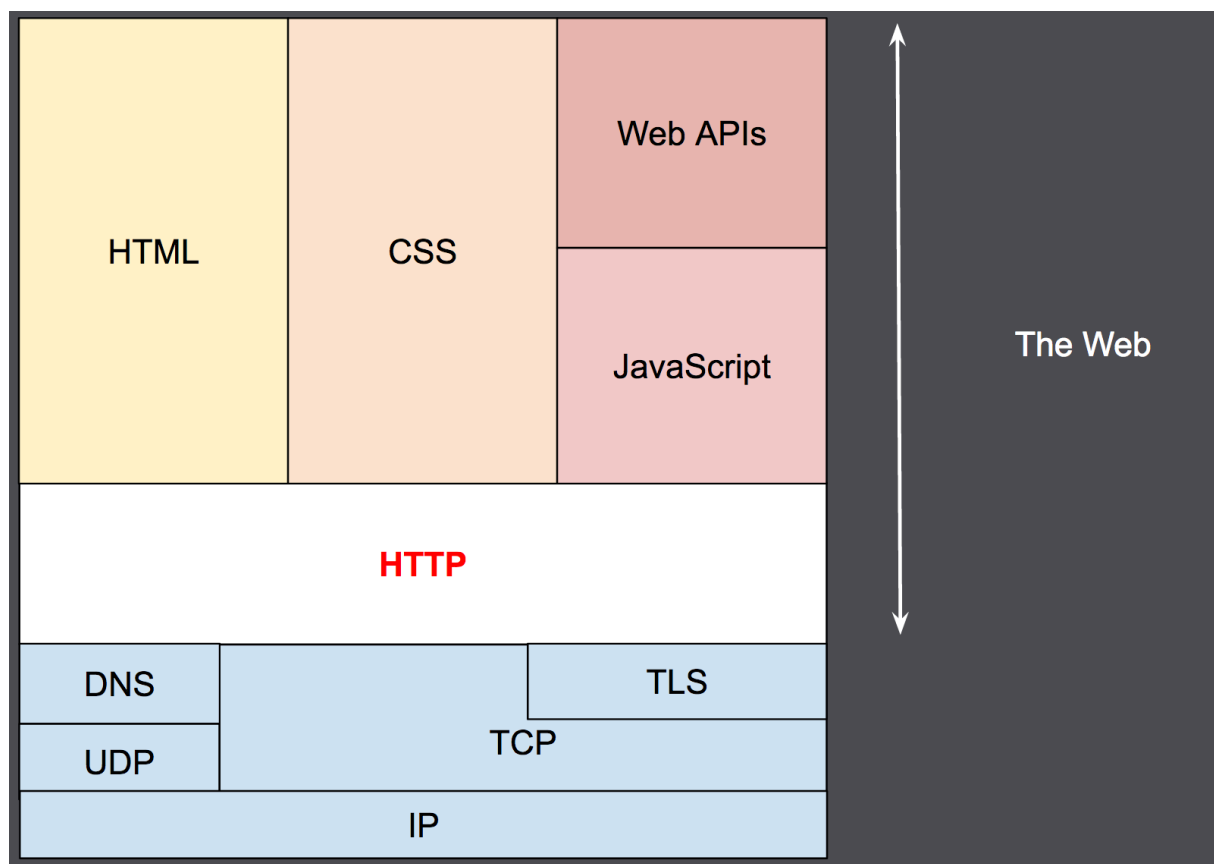 Web APIs
HTML
CSS
The Web
JavaScript
HTTP
DNS
TLS
TCP
UDP
IP